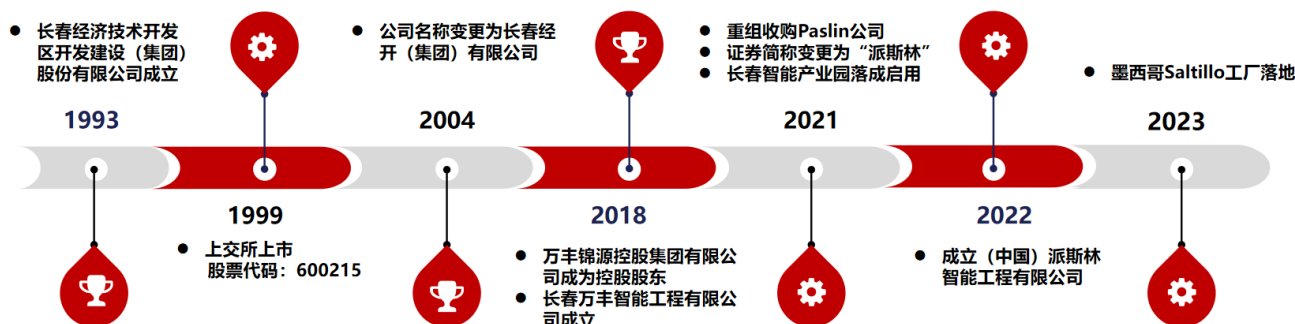 ● 长春经济技术开发
区开发建设（集团）
股份有限公司成立
1993
1999
● 上交所上市
股票代码：600215
● 公司名称变更为长春经
开（集团）有限公司
2004
2018
● 万丰锦源控股集团有限公
司成为控股股东
● 长春万丰智能工程有限公
司成立
● 重组收购Paslin公司
● 证券简称变更为“派斯林”
● 长春智能产业园落成启用
2021
2022
● 成立（中国）派斯林
智能工程有限公司
● 墨西哥Saltillo工厂落地
2023